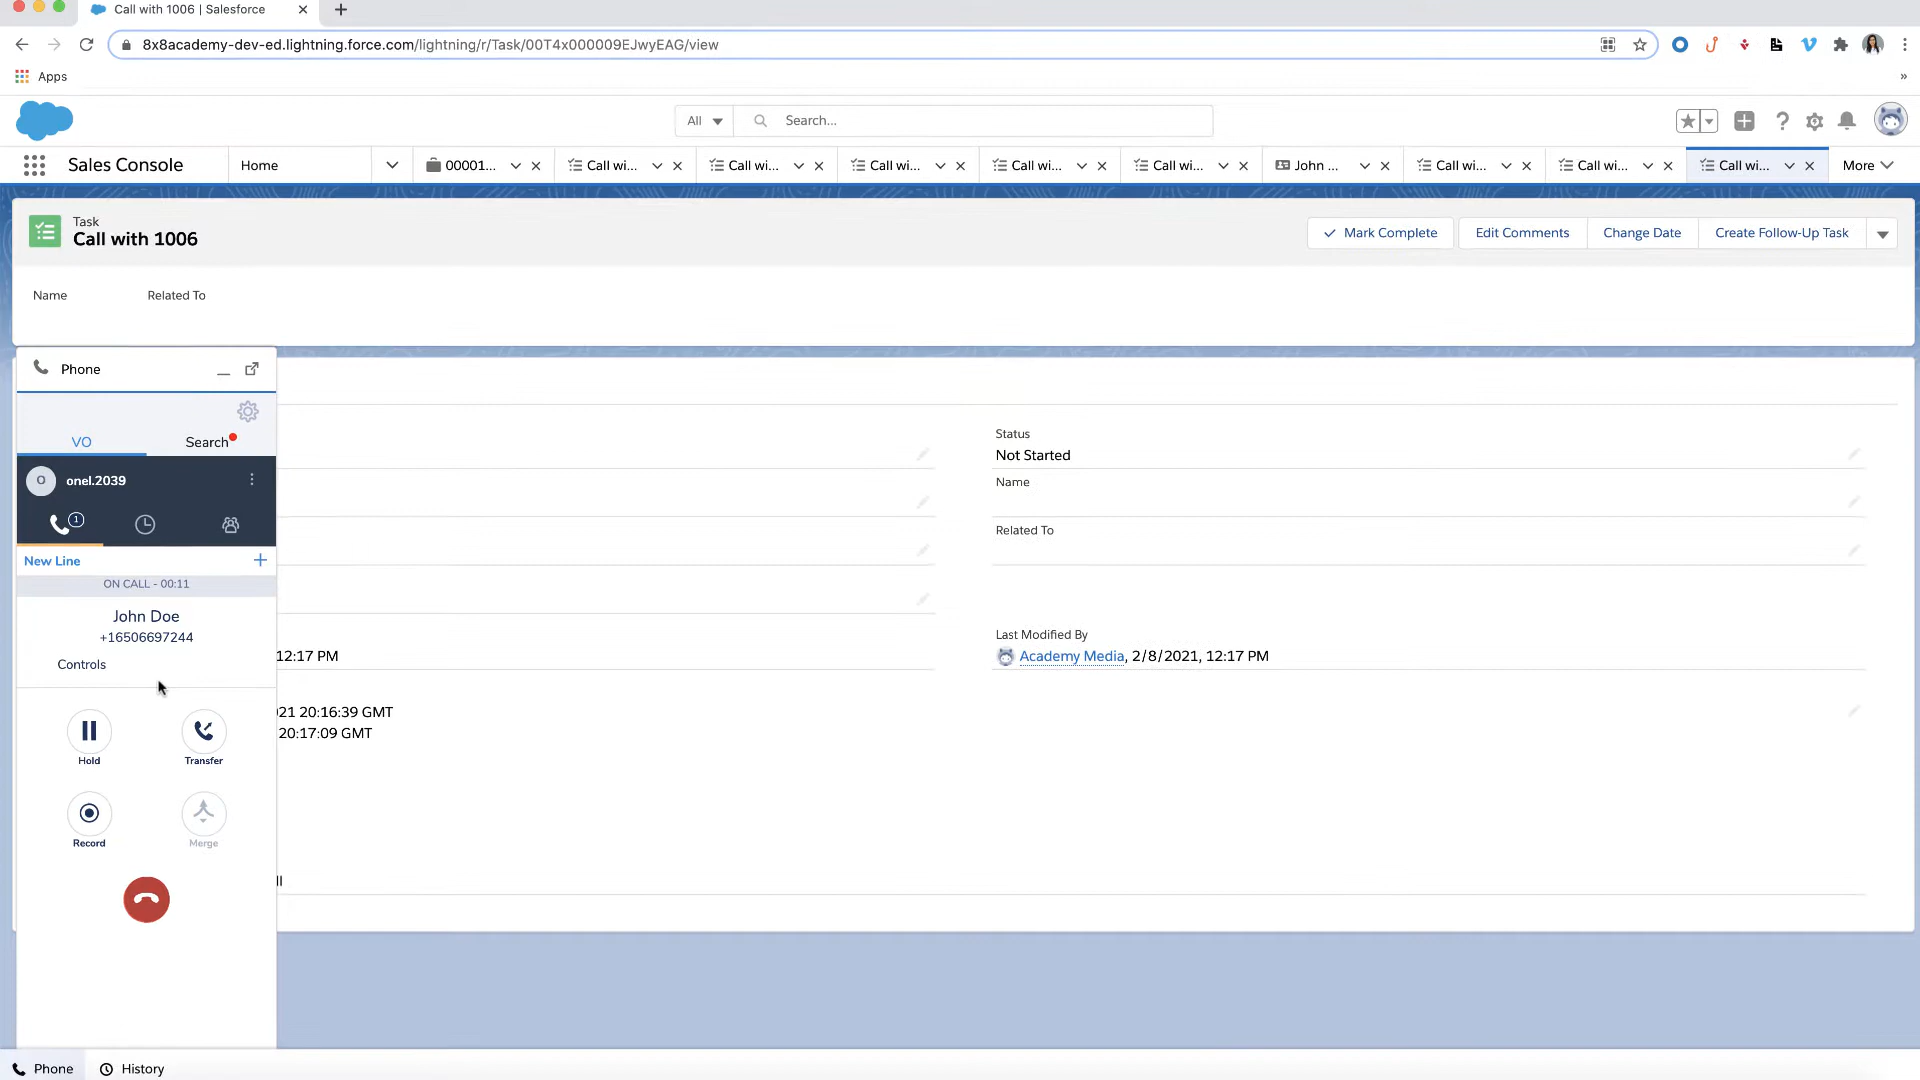 Call with 1006 | Salesforce
8x8academy-dev-ed.lightning.force.com/lightning/r/Task/00T4x000009EJwyEAG/view
Apps
All
Search...
Sales Console
Home
00001...
Call wi...
Call wi...
Call wi...
Call wi...
Call wi...
John ...
Call wi...
Call wi...
Call wi...
More
Task
Call with 1006
Mark Complete
Edit Comments
Change Date
Create Follow-Up Task
Name
Related To
Phone
VO
Search
O
onel.2039
1
New Line
ON CALL - 00:11
John Doe
+16506697244
Controls
Hold
Transfer
Record
Merge
Status
Not Started
Name
Related To
Last Modified By
12:17 PM
Academy Media, 2/8/2021, 12:17 PM
21 20:16:39 GMT
20:17:09 GMT
ll
Phone
History